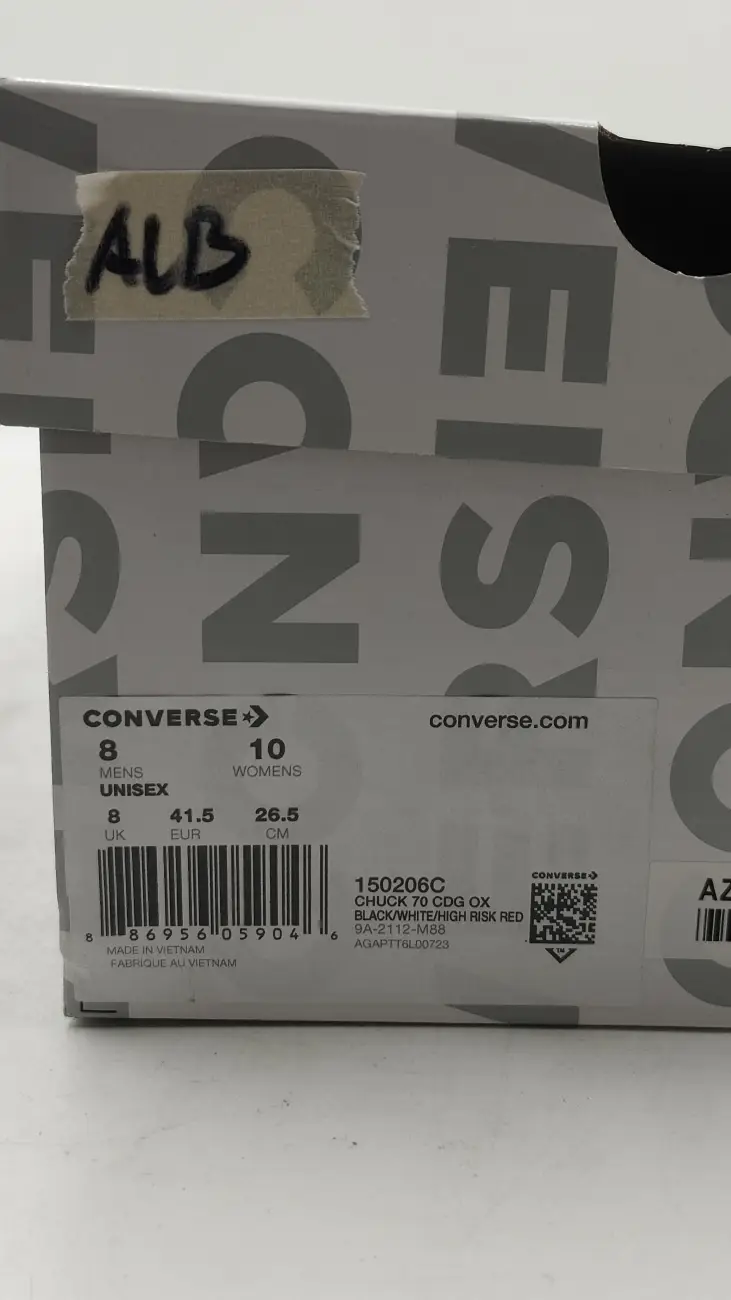 ALB
CONVERSE
converse.com
8 10
MENS WOMENS
UNISEX
8 41.5 26.5
UK EUR CM
8 86956 05904 6
MADE IN VIETNAM
FABRIQUE AU VIETNAM
150206C
CHUCK 70 CDG OX
BLACK/WHITE/HIGH RISK RED
9A-2112-M88
AGAPTT6L00723
CONVERSE
TM
AZ